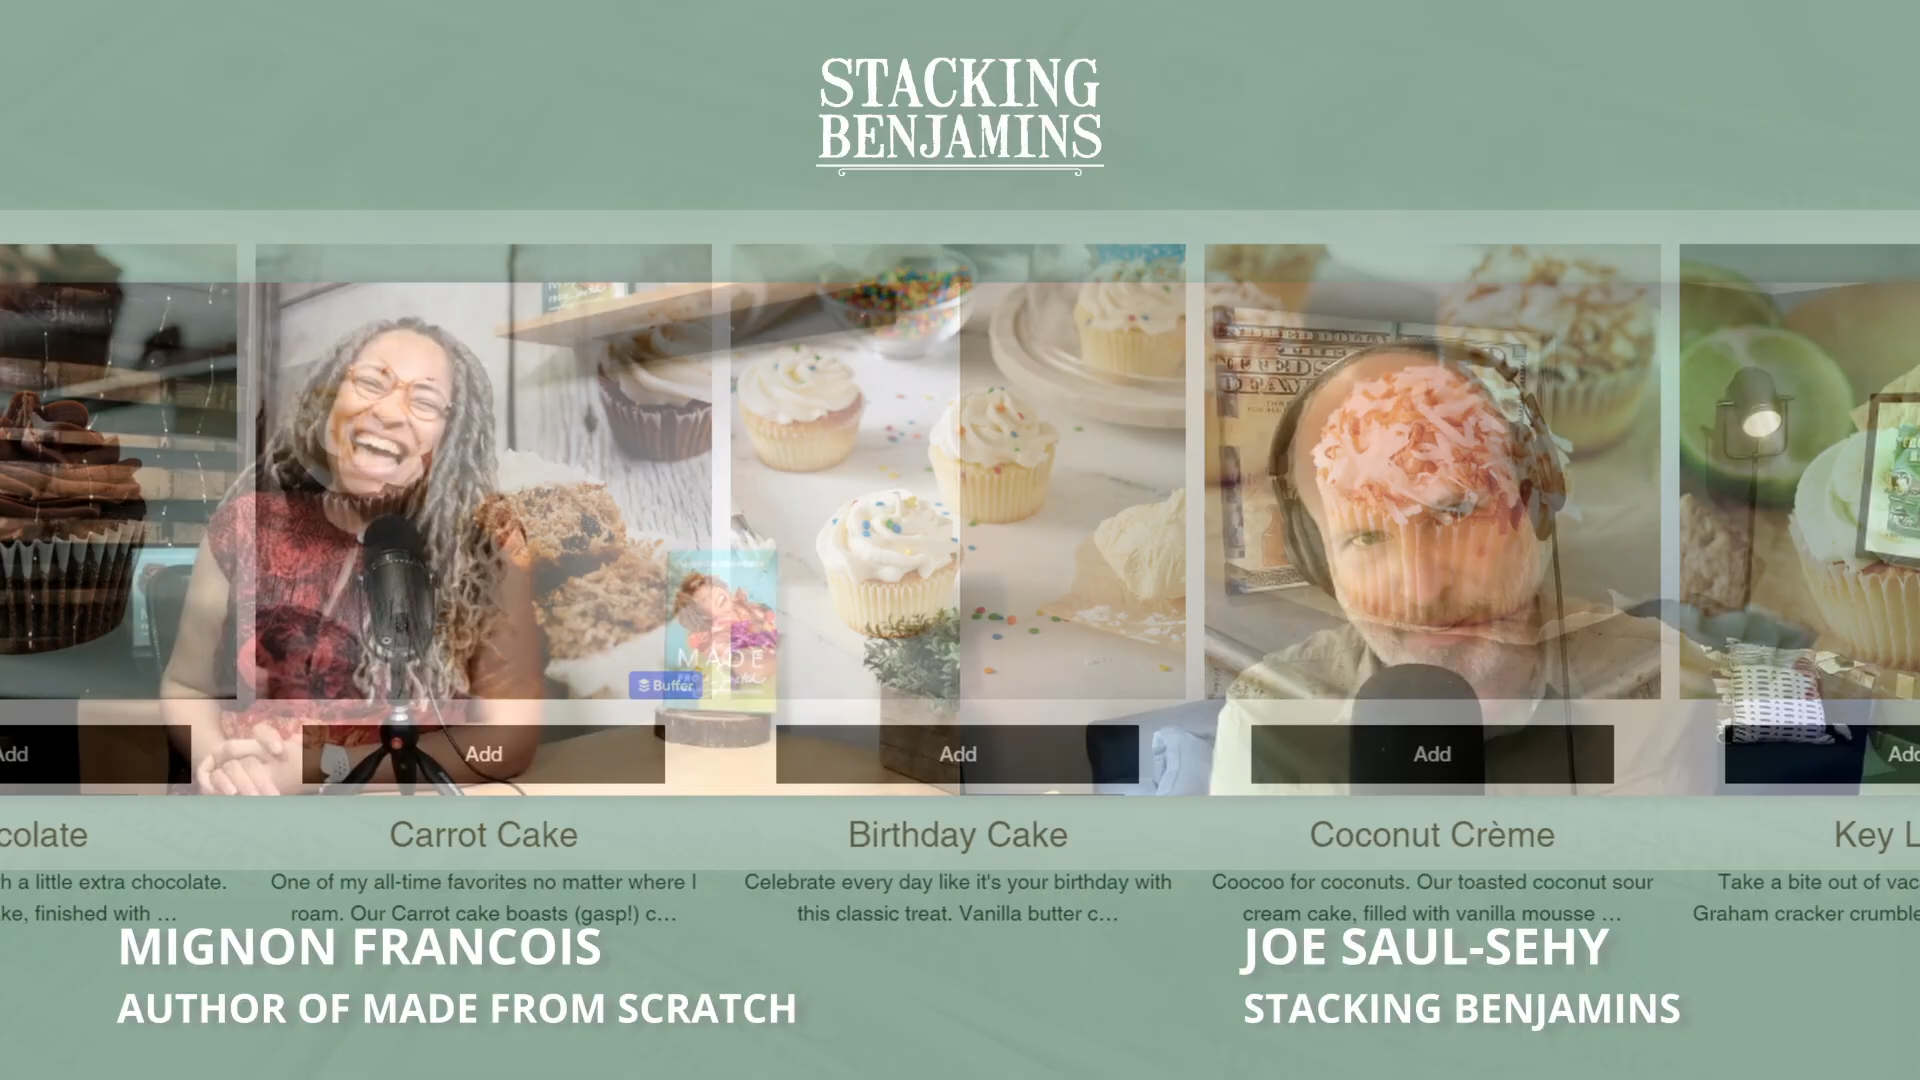 STACKING
BENJAMINS
MADE
FROM Scratch
Buffer
Add
Add
Add
Add
Add
colate
Carrot Cake
Birthday Cake
Coconut Crème
Key L
h a little extra chocolate.
ke, finished with ...
One of my all-time favorites no matter where I
roam. Our Carrot cake boasts (gasp!) c...
Celebrate every day like it's your birthday with
this classic treat. Vanilla butter c...
Coocoo for coconuts. Our toasted coconut sour
cream cake, filled with vanilla mousse ...
Take a bite out of vac
Graham cracker crumble
MIGNON FRANCOIS
AUTHOR OF MADE FROM SCRATCH
JOE SAUL-SEHY
STACKING BENJAMINS